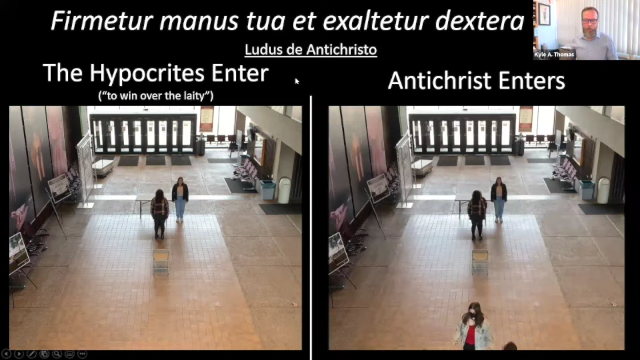 Firmetur manus tua et exaltetur dextera
Ludus de Antichristo
The Hypocrites Enter
("to win over the laity")
Antichrist Enters
Kyle A. Thomas